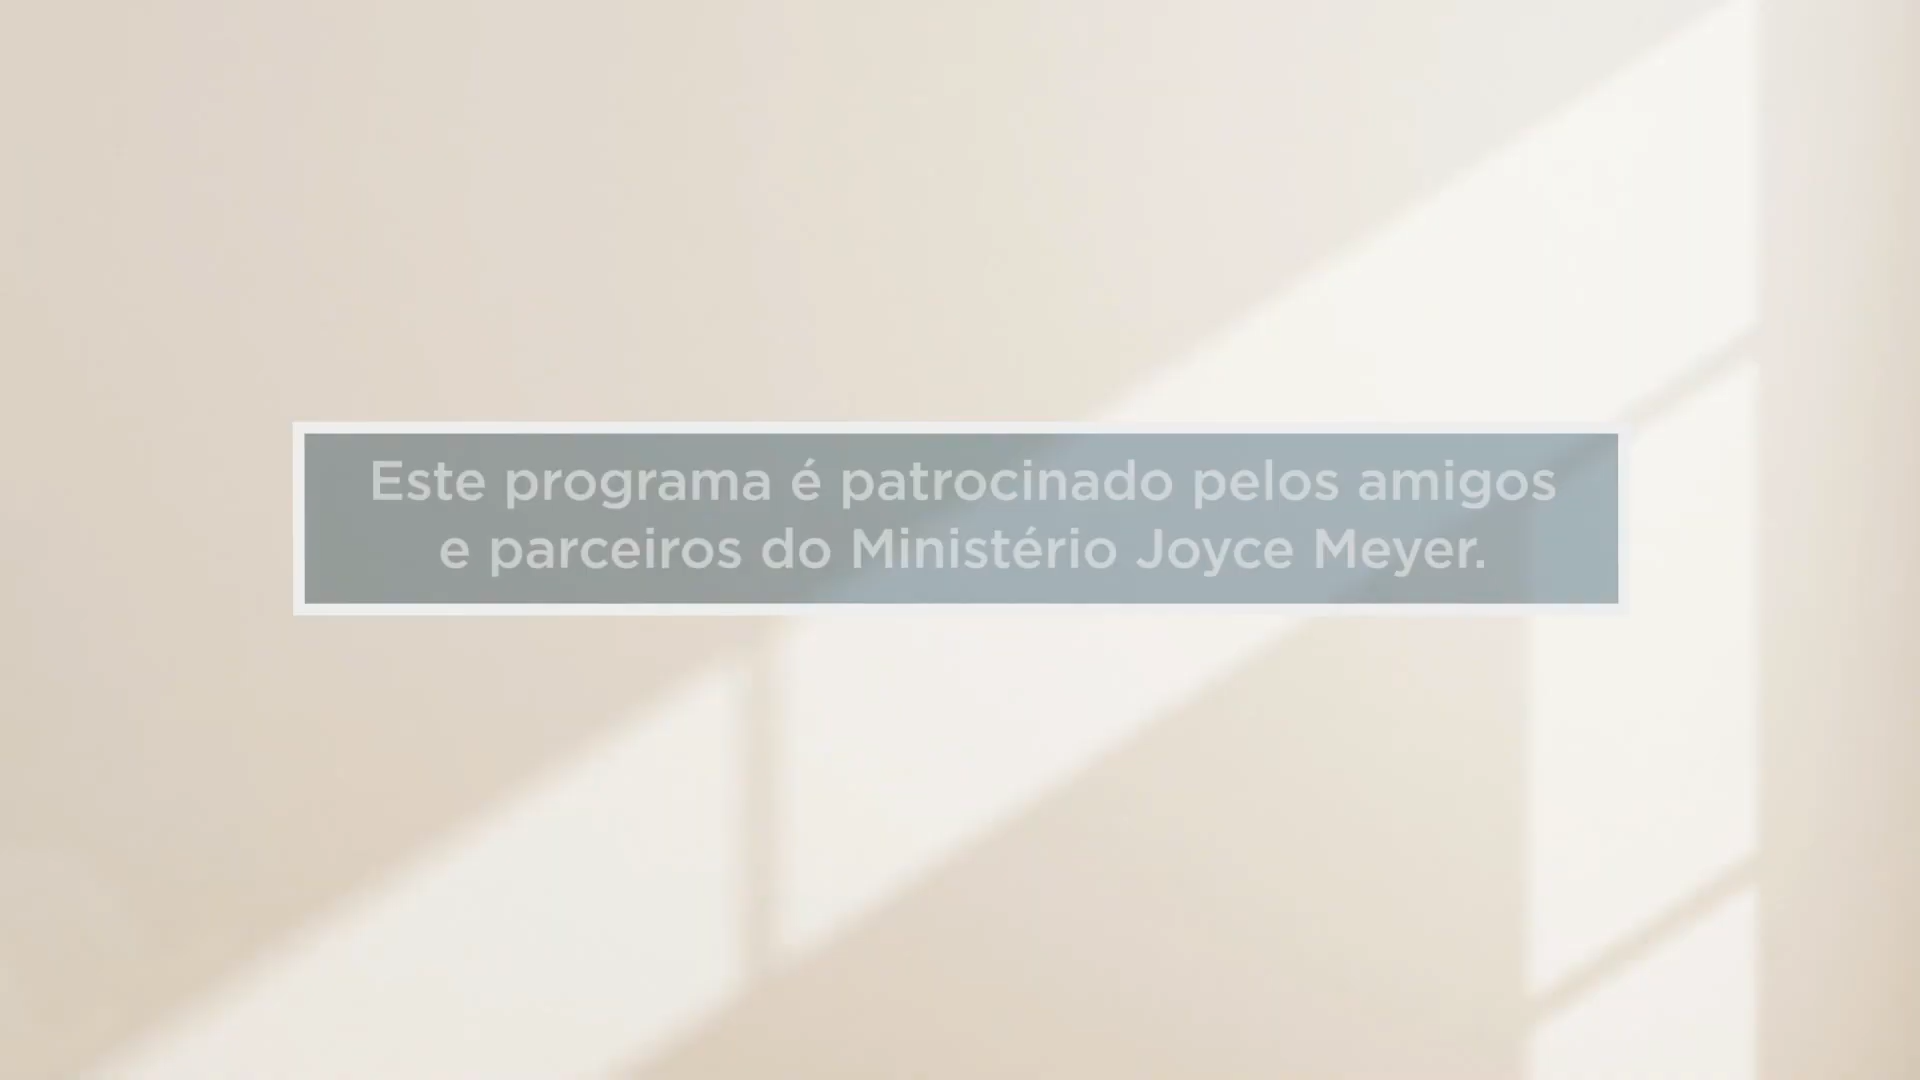 Este programa é patrocinado pelos amigos
e parceiros do Ministério Joyce Meyer.